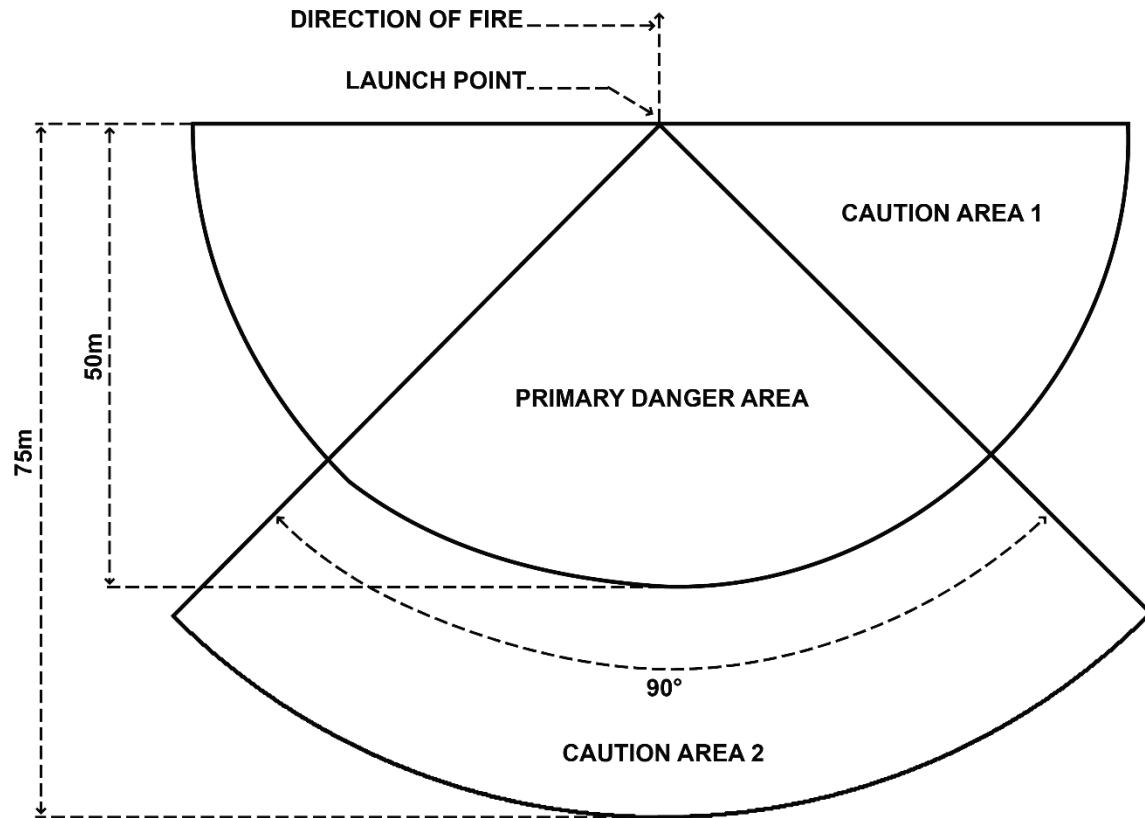 DIRECTION OF FIRE
LAUNCH POINT
CAUTION AREA 1
50m
PRIMARY DANGER AREA
75m
90°
CAUTION AREA 2